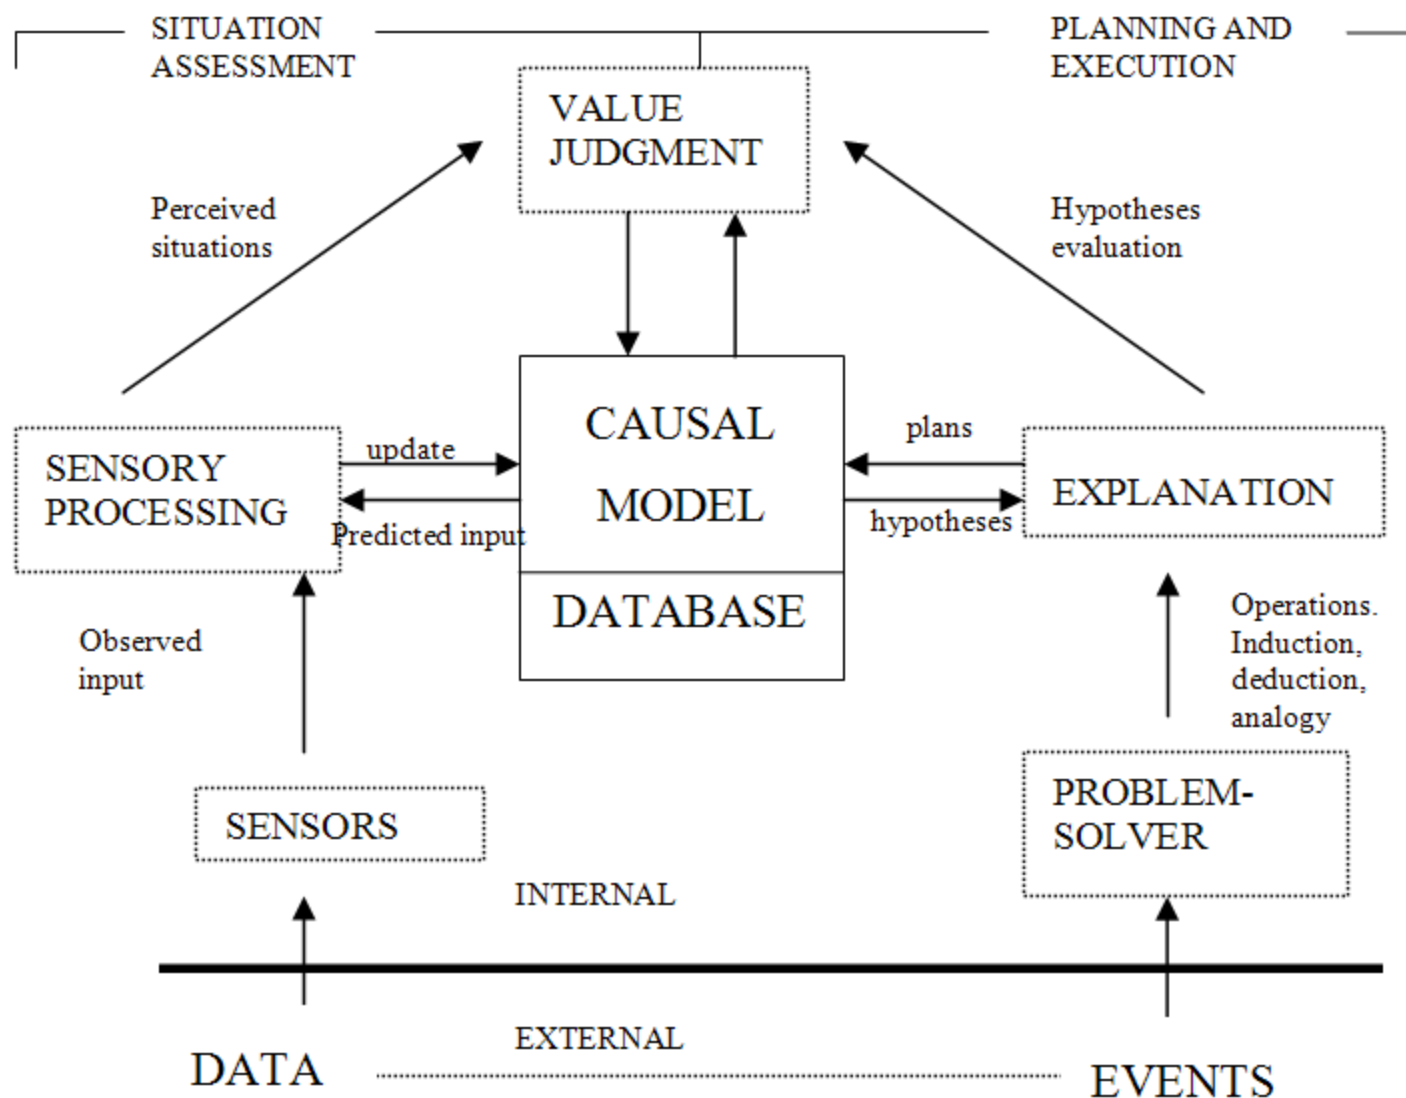 SITUATION
ASSESSMENT
PLANNING AND
EXECUTION
VALUE
JUDGMENT
Perceived
situations
Hypotheses
evaluation
CAUSAL
MODEL
DATABASE
update
Predicted input
plans
hypotheses
SENSORY
PROCESSING
EXPLANATION
Observed
input
Operations.
Induction,
deduction,
analogy
SENSORS
PROBLEM-
SOLVER
INTERNAL
EXTERNAL
DATA
EVENTS